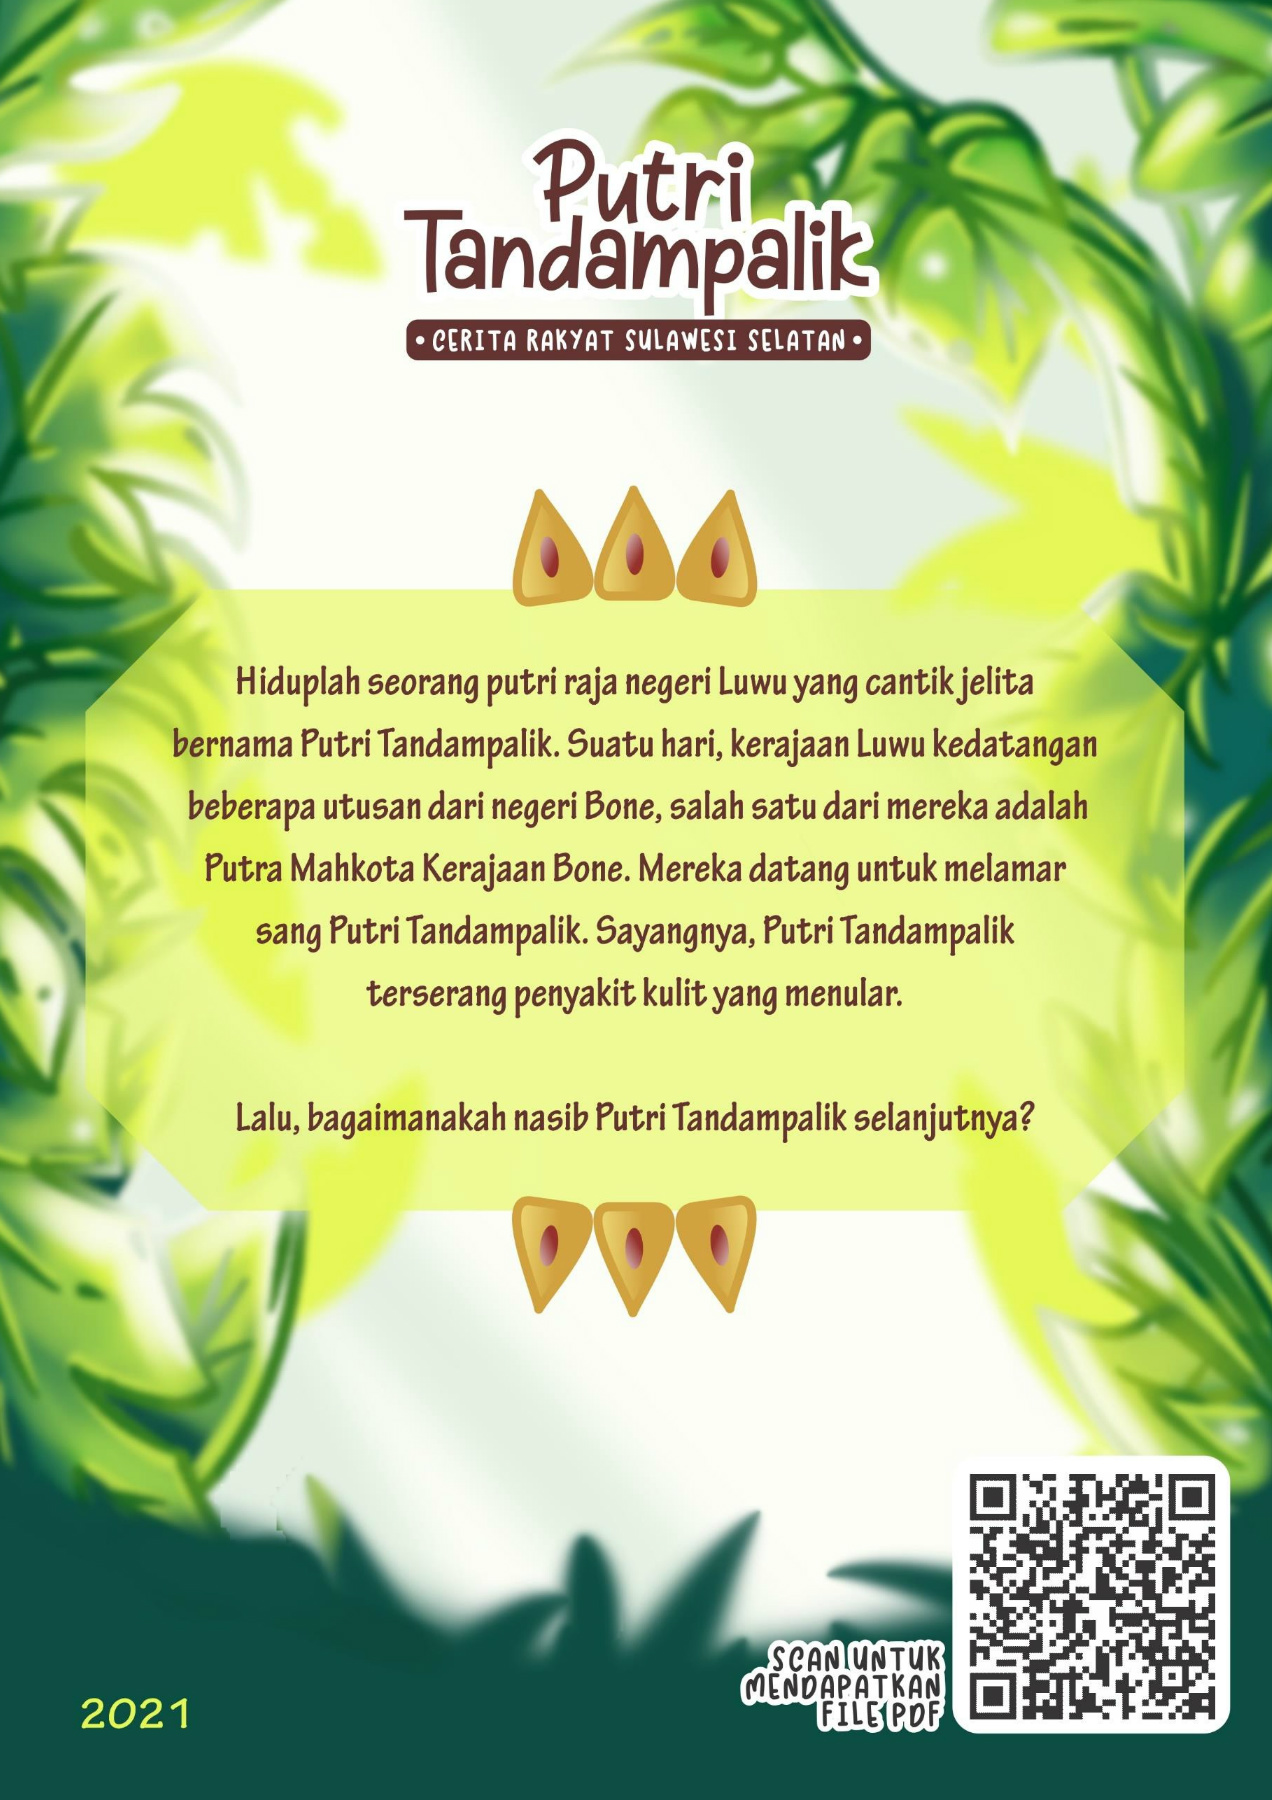 Putri
Tandampalik
• CERITA RAKYAT SULAWESI SELATAN •
Hiduplah seorang putri raja negeri Luwu yang cantik jelita
bernama Putri Tandampalik. Suatu hari, kerajaan Luwu kedatangan
beberapa utusan dari negeri Bone, salah satu dari mereka adalah
Putra Mahkota Kerajaan Bone. Mereka datang untuk melamar
sang Putri Tandampalik. Sayangnya, Putri Tandampalik
terserang penyakit kulit yang menular.
Lalu, bagaimanakah nasib Putri Tandampalik selanjutnya?
SCAN UNTUK
MENDAPATKAN
FILE PDF
2021